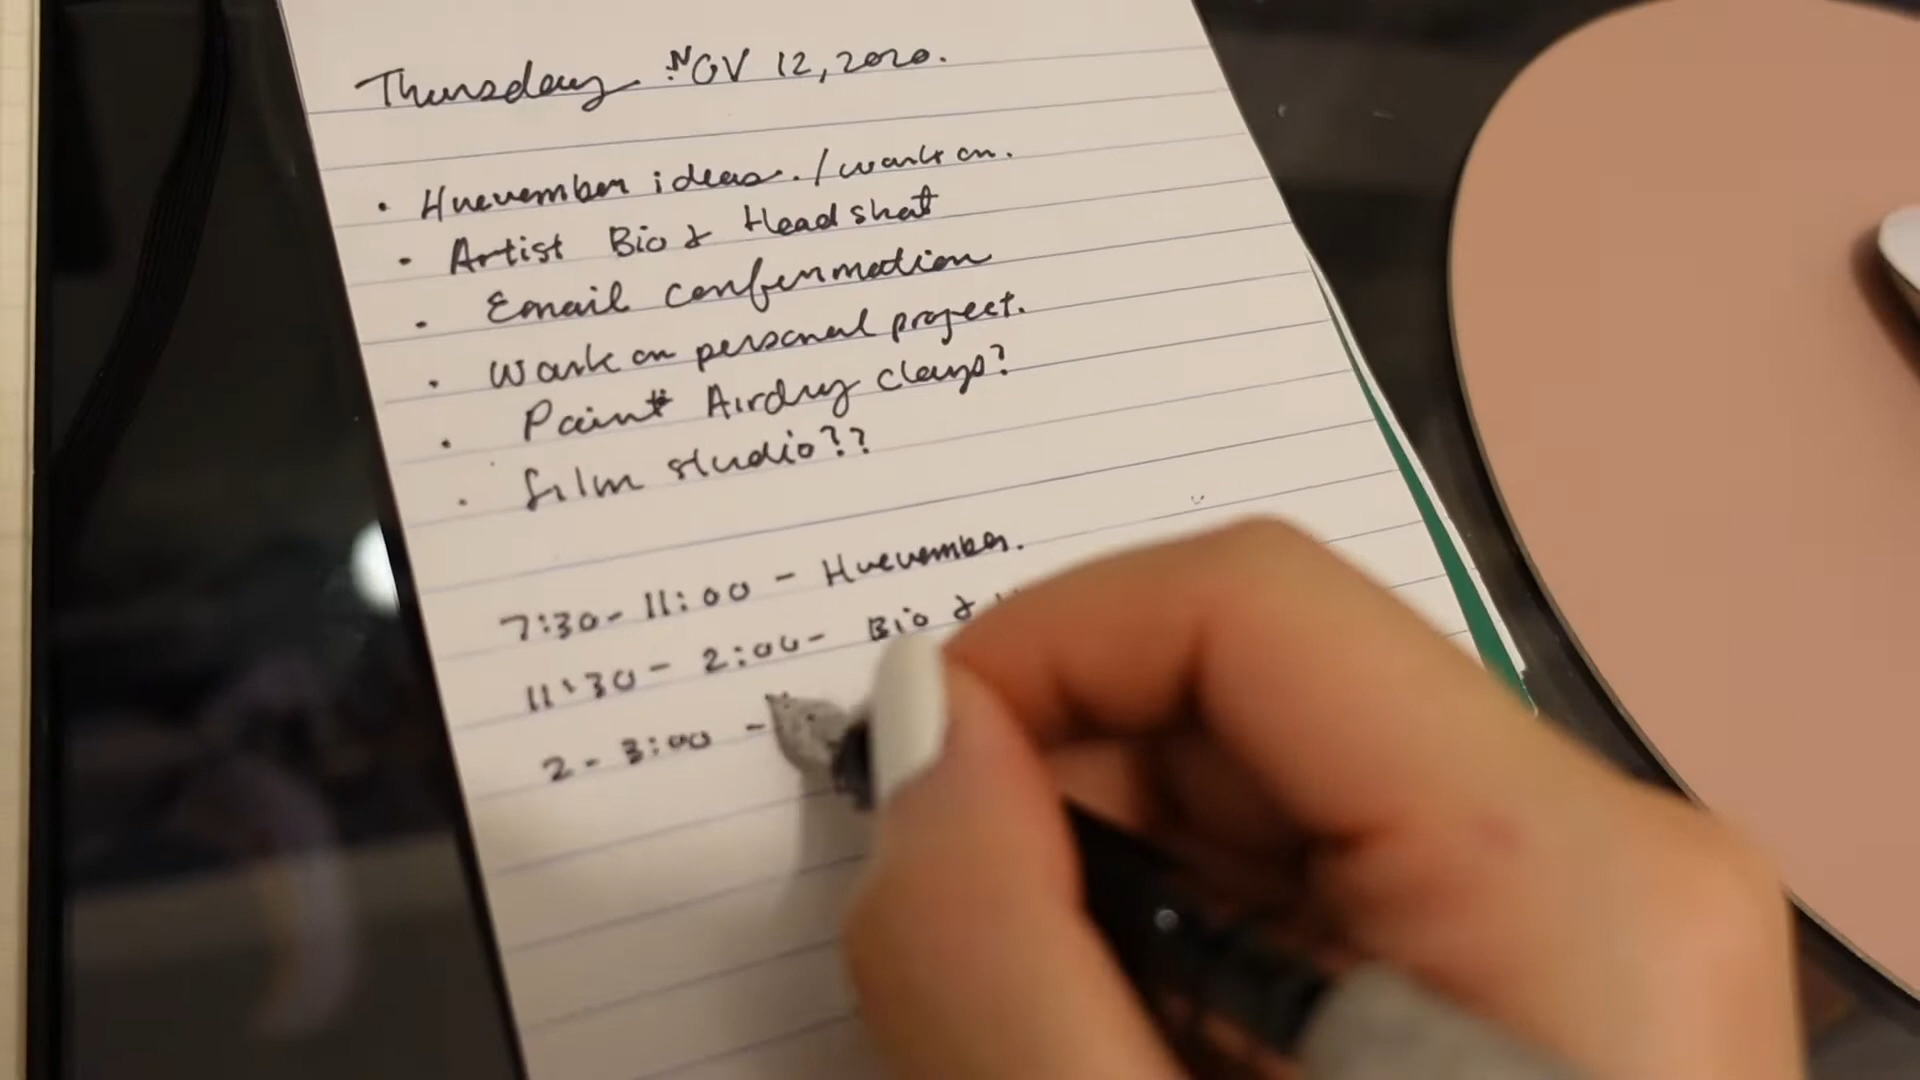 Thursday NOV 12, 2020.
• Huevember ideas. / work on.
• Artist Bio & Headshot
• Email confirmation
• Work on personal project.
• Paint Airdry clays?
• film studio??
7:30 - 11:00 - Huevember.
11:30 - 2:00 - Bio &
2 - 3:00 -